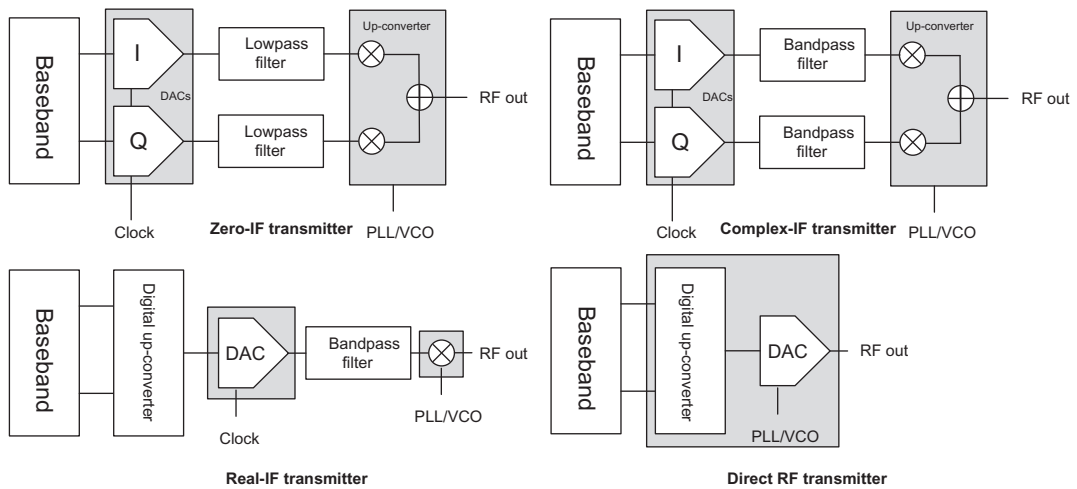 Baseband
I
Q
DACs
Clock
Lowpass
filter
Lowpass
filter
Up-converter
RF out
PLL/VCO
Zero-IF transmitter
Baseband
I
Q
DACs
Clock
Bandpass
filter
Bandpass
filter
Up-converter
RF out
PLL/VCO
Complex-IF transmitter
Baseband
Digital up-converter
DAC
Clock
Bandpass
filter
RF out
PLL/VCO
Real-IF transmitter
Baseband
Digital up-converter
DAC
RF out
PLL/VCO
Direct RF transmitter